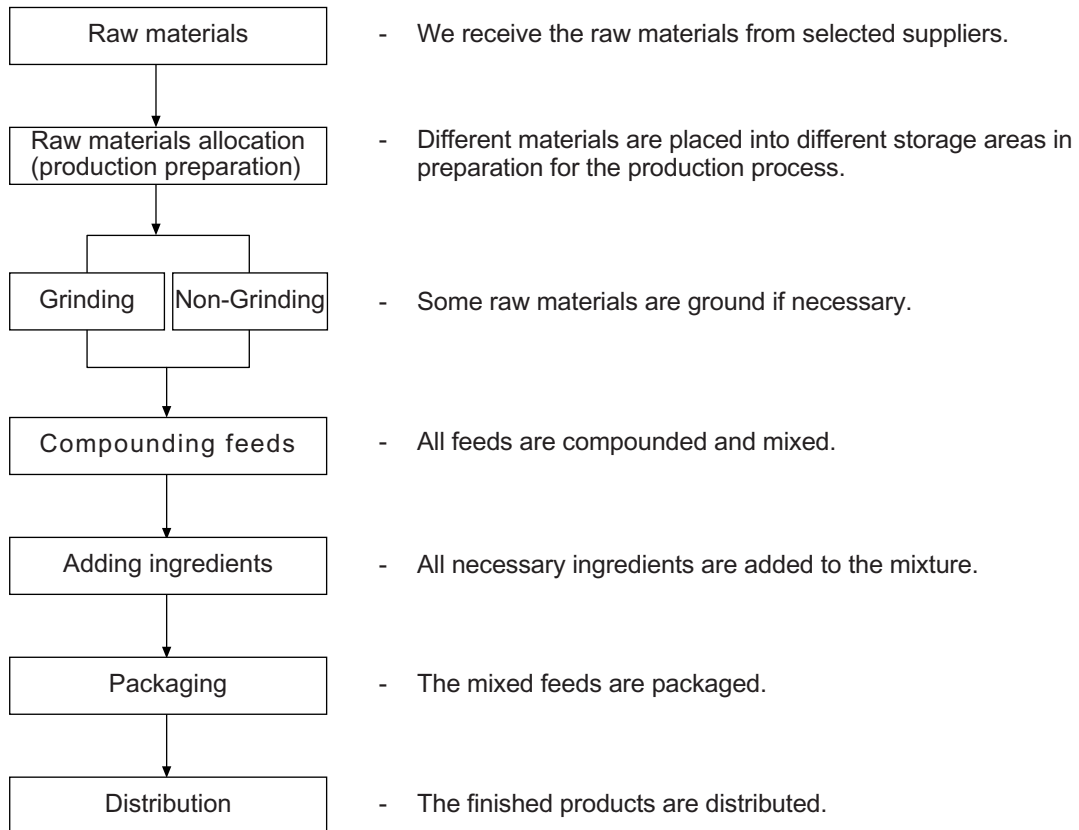 Raw materials - We receive the raw materials from selected suppliers.
Raw materials allocation - Different materials are placed into different storage areas in
(production preparation) preparation for the production process.
Grinding Non-Grinding - Some raw materials are ground if necessary.
Compounding feeds - All feeds are compounded and mixed.
Adding ingredients - All necessary ingredients are added to the mixture.
Packaging - The mixed feeds are packaged.
Distribution - The finished products are distributed.